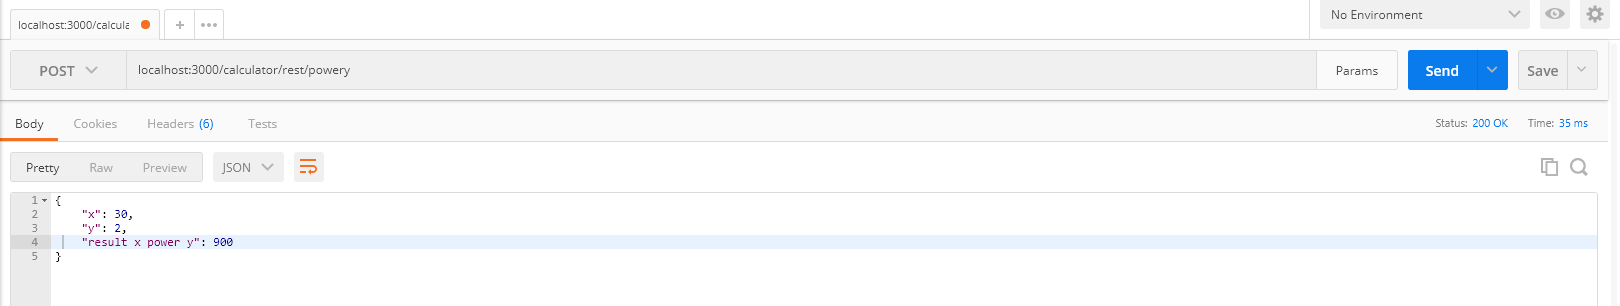 localhost:3000/calcula
+
•••
No Environment
POST
localhost:3000/calculator/rest/powery
Params
Send
Save
Body Cookies Headers (6) Tests
Status: 200 OK Time: 35 ms
Pretty Raw Preview JSON
1 {
2 "x": 30,
3 "y": 2,
4 "result x power y": 900
5 }